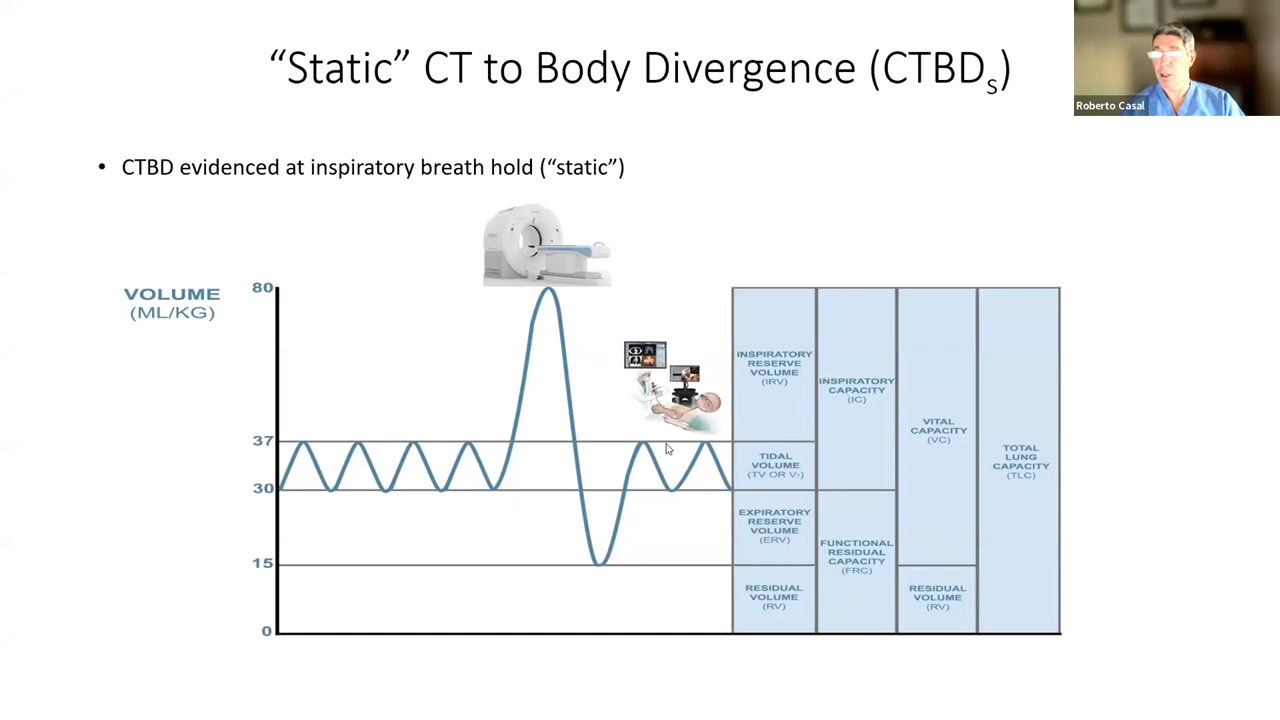 “Static” CT to Body Divergence (CTBDs)
Roberto Casal
• CTBD evidenced at inspiratory breath hold (“static”)
VOLUME
(ML/KG)
80
37
30
15
0
INSPIRATORY
RESERVE
VOLUME
(IRV)
TIDAL
VOLUME
(TV OR VT)
EXPIRATORY
RESERVE
VOLUME
(ERV)
RESIDUAL
VOLUME
(RV)
INSPIRATORY
CAPACITY
(IC)
FUNCTIONAL
RESIDUAL
CAPACITY
(FRC)
VITAL
CAPACITY
(VC)
RESIDUAL
VOLUME
(RV)
TOTAL
LUNG
CAPACITY
(TLC)